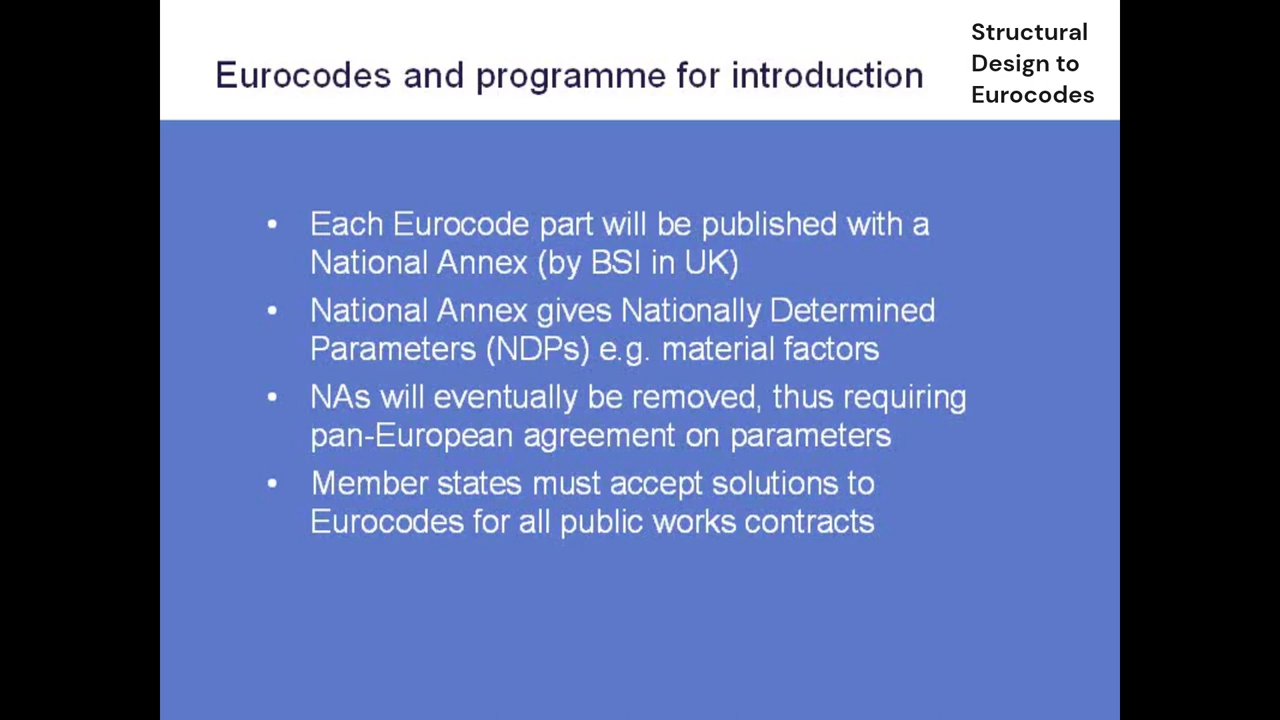 Eurocodes and programme for introduction
Structural
Design to
Eurocodes
• Each Eurocode part will be published with a
National Annex (by BSI in UK)
• National Annex gives Nationally Determined
Parameters (NDPs) e.g. material factors
• NAs will eventually be removed, thus requiring
pan-European agreement on parameters
• Member states must accept solutions to
Eurocodes for all public works contracts